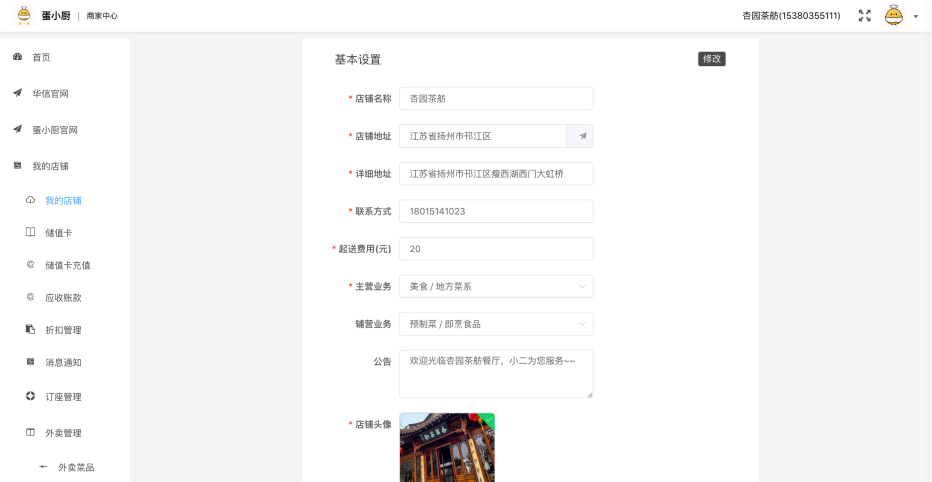 蛋小厨 | 商家中心
杏园茶舫(15380355111)
首页
华信官网
蛋小厨官网
我的店铺
我的店铺
储值卡
储值卡充值
应收账款
折扣管理
消息通知
订座管理
外卖管理
外卖菜品
基本设置
修改
* 店铺名称 杏园茶舫
* 店铺地址 江苏省扬州市邗江区
* 详细地址 江苏省扬州市邗江区瘦西湖西门大虹桥
* 联系方式 18015141023
* 起送费用(元) 20
* 主营业务 美食 / 地方菜系
辅营业务 预制菜 / 即烹食品
公告 欢迎光临杏园茶舫餐厅，小二为您服务~~
* 店铺头像